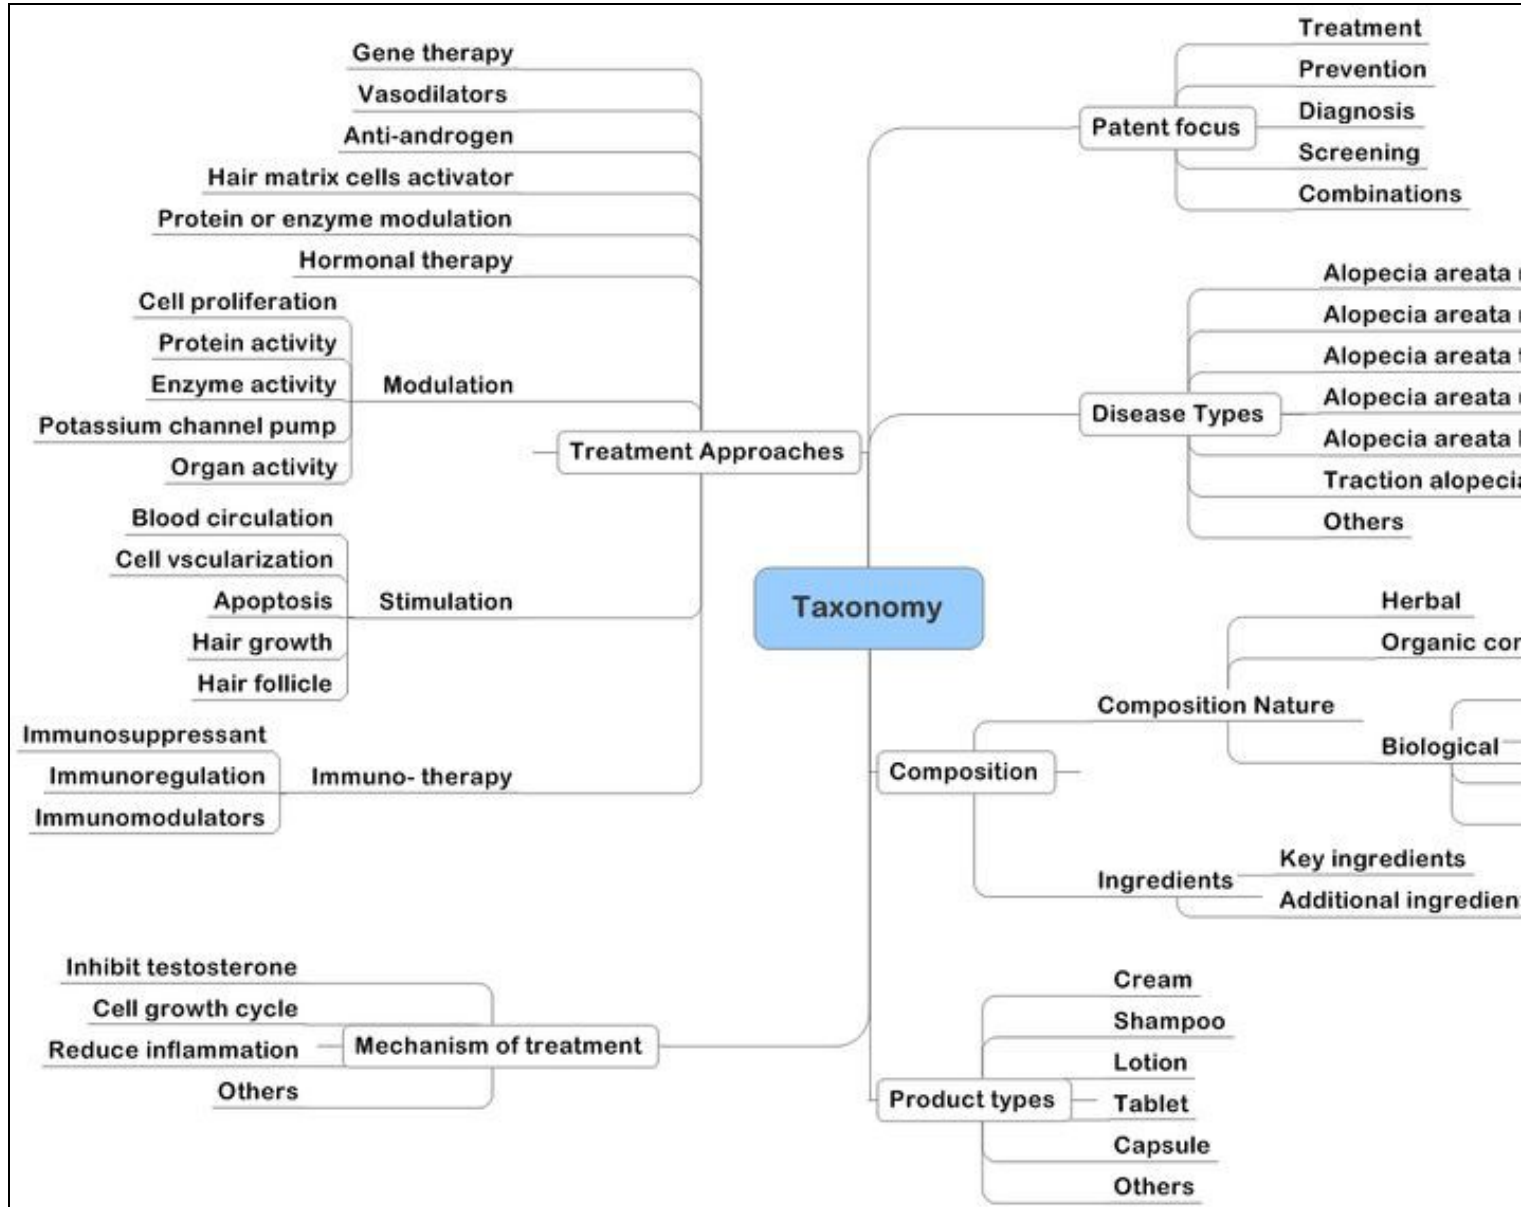 Gene therapy
Vasodilators
Anti-androgen
Hair matrix cells activator
Protein or enzyme modulation
Hormonal therapy
Cell proliferation
Protein activity
Enzyme activity
Potassium channel pump
Organ activity
Modulation
Treatment Approaches
Blood circulation
Cell vscularization
Apoptosis
Hair growth
Hair follicle
Stimulation
Immunosuppressant
Immunoregulation
Immunomodulators
Immuno- therapy
Inhibit testosterone
Cell growth cycle
Reduce inflammation
Others
Mechanism of treatment
Taxonomy
Patent focus
Treatment
Prevention
Diagnosis
Screening
Combinations
Disease Types
Alopecia areata
Alopecia areata
Alopecia areata
Alopecia areata
Alopecia areata
Traction alopecia
Others
Composition
Composition Nature
Herbal
Organic
Biological
Ingredients
Key ingredients
Additional
Product types
Cream
Shampoo
Lotion
Tablet
Capsule
Others